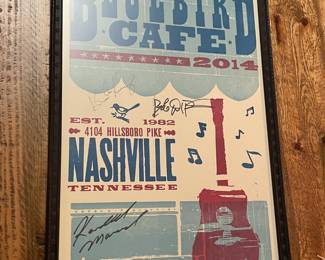 BLUEBIRD
CAFE
2014
EST. 1982
4104 HILLSBORO PIKE
NASHVILLE
TENNESSEE